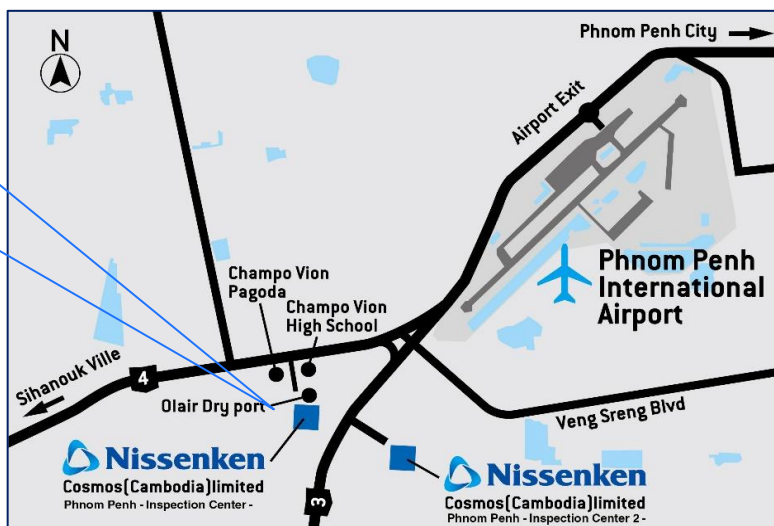 N
Phnom Penh City
Airport Exit
Phnom Penh
International
Airport
Champo Vion
Pagoda
Champo Vion
High School
Sihanouk Ville
4
Olair Dry port
Veng Sreng Blvd
Nissenken
Cosmos(Cambodia)limited
Phnom Penh - Inspection Center -
3
Nissenken
Cosmos(Cambodia)limited
Phnom Penh - Inspection Center 2 -